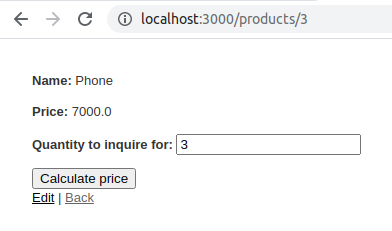 localhost:3000/products/3
Name: Phone
Price: 7000.0
Quantity to inquire for: 3
Calculate price
Edit | Back